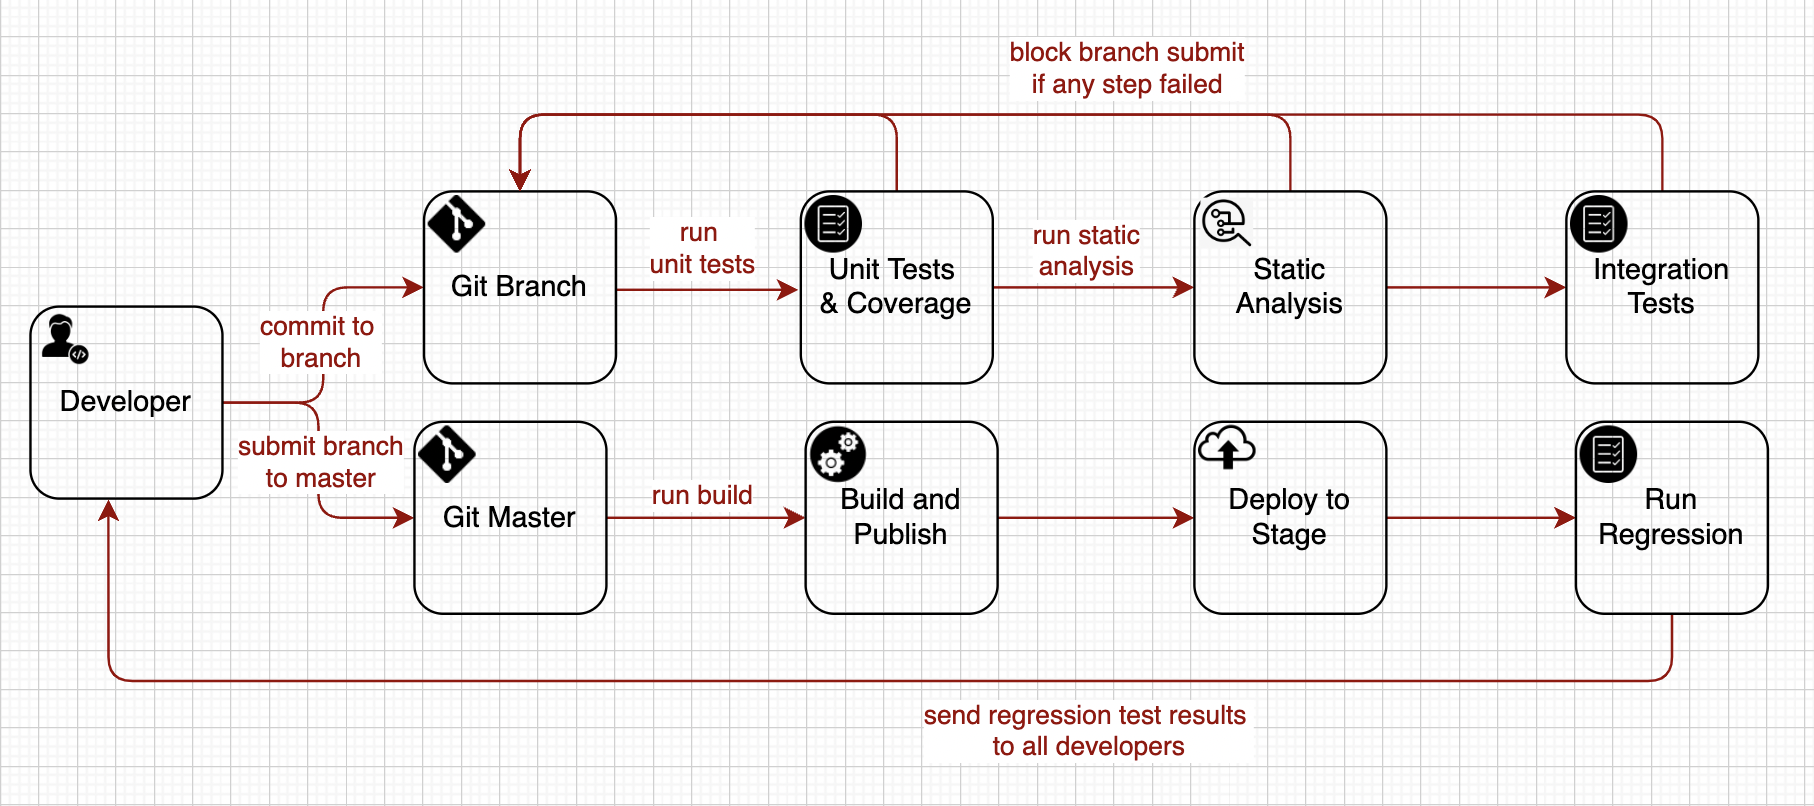 block branch submit
if any step failed
Git Branch
run
unit tests
Unit Tests
& Coverage
run static
analysis
Static
Analysis
Integration
Tests
Developer
commit to
branch
submit branch
to master
Git Master
run build
Build and
Publish
Deploy to
Stage
Run
Regression
send regression test results
to all developers